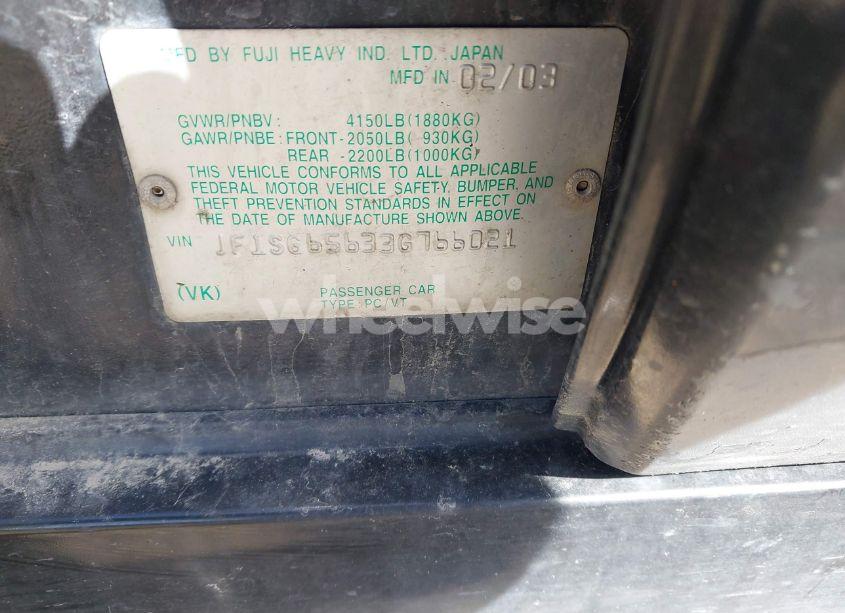 MFD BY FUJI HEAVY IND. LTD. JAPAN
MFD IN 02/03
GVWR/PNBV: 4150LB(1880KG)
GAWR/PNBE: FRONT-2050LB( 930KG)
REAR -2200LB(1000KG)
THIS VEHICLE CONFORMS TO ALL APPLICABLE
FEDERAL MOTOR VEHICLE SAFETY, BUMPER, AND
THEFT PREVENTION STANDARDS IN EFFECT ON
THE DATE OF MANUFACTURE SHOWN ABOVE.
VIN JF1SG65633G766021
(VK) PASSENGER CAR
TYPE: PC/VT
wheelwise